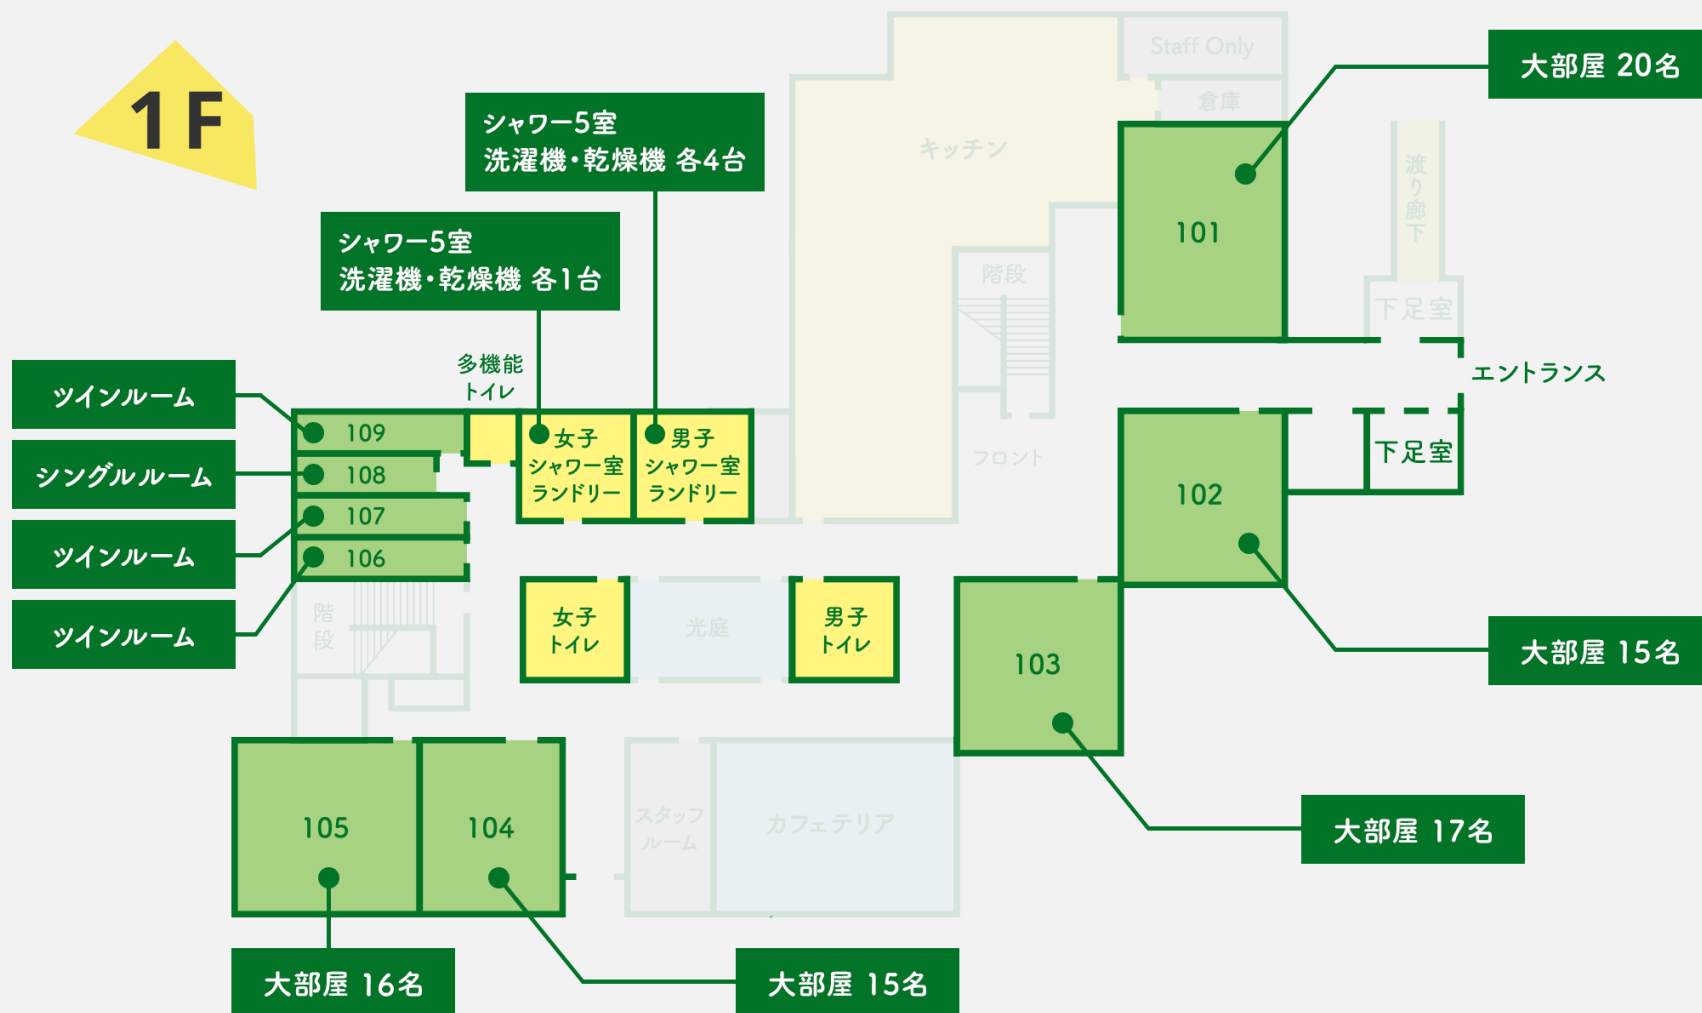 1F
Staff Only
大部屋 20名
倉庫
シャワー5室
洗濯機・乾燥機 各4台
キッチン
渡り廊下
101
シャワー5室
洗濯機・乾燥機 各1台
階段
下足室
多機能
トイレ
エントランス
ツインルーム
109
女子
シャワー室
ランドリー
男子
シャワー室
ランドリー
フロント
下足室
シングルルーム
108
102
107
ツインルーム
106
階段
女子
トイレ
光庭
男子
トイレ
ツインルーム
103
大部屋 15名
105
104
スタッフ
ルーム
カフェテリア
大部屋 17名
大部屋 16名
大部屋 15名